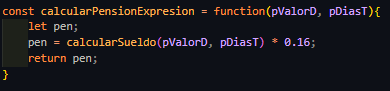 const calcularPensionExpresion = function(pValorD, pDiasT){
    let pen;
    pen = calcularSueldo(pValorD, pDiasT) * 0.16;
    return pen;
}